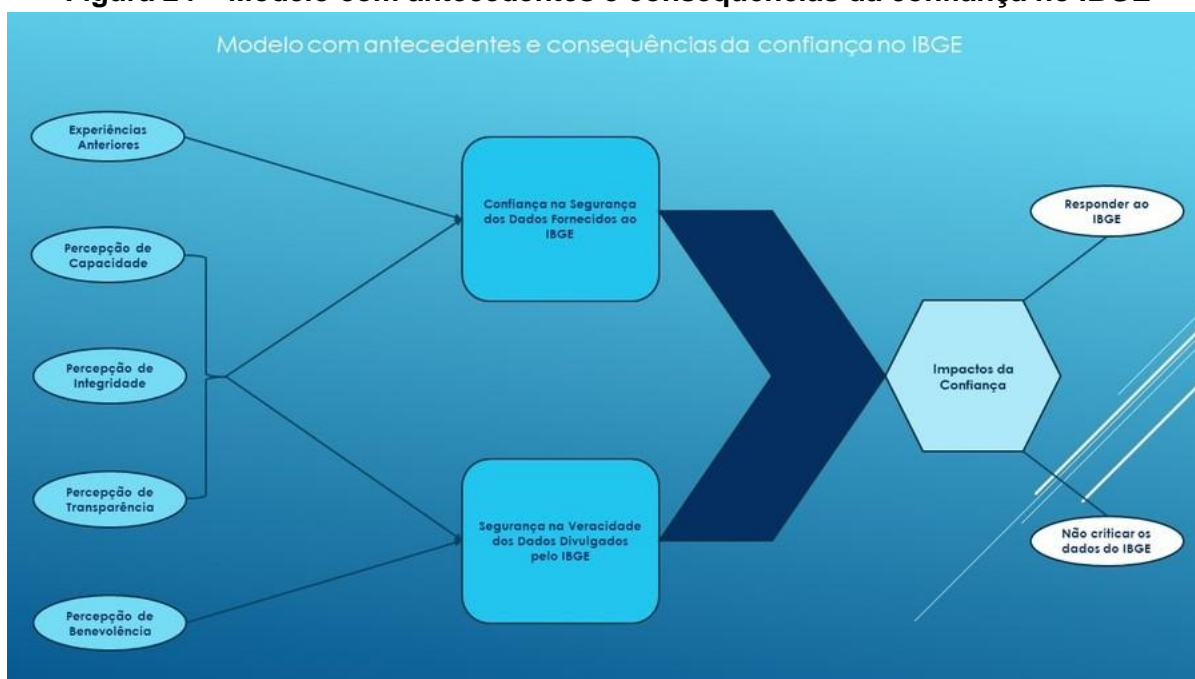 Modelo com antecedentes e consequências da confiança no IBGE
Experiências
Anteriores
Percepção de
Capacidade
Percepção de
Integridade
Percepção de
Transparência
Percepção de
Benevolência
Confiança na Segurança
dos Dados Fornecidos ao
IBGE
Segurança na Veracidade
dos Dados Divulgados
pelo IBGE
Impactos da
Confiança
Responder ao
IBGE
Não criticar os
dados do IBGE